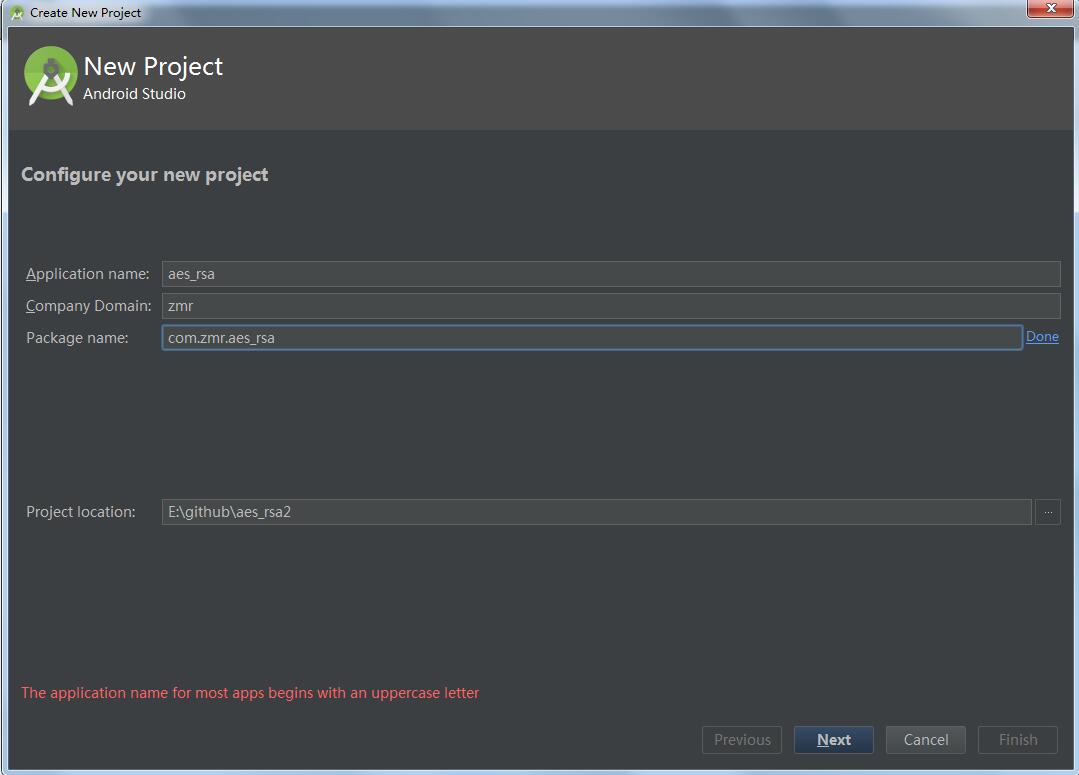 Create New Project
New Project
Android Studio
Configure your new project
Application name: aes_rsa
Company Domain: zmr
Package name: com.zmr.aes_rsa Done
Project location: E:\github\aes_rsa2 ...
The application name for most apps begins with an uppercase letter
Previous Next Cancel Finish